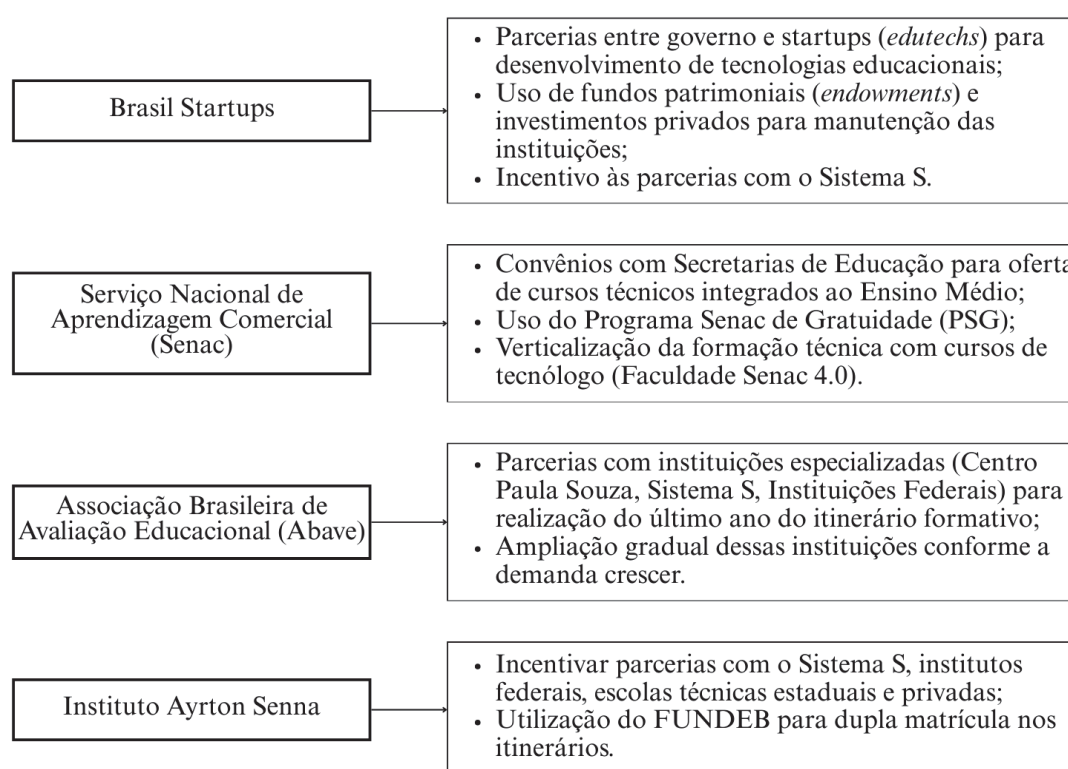 Brasil Startups
• Parcerias entre governo e startups (edutechs) para
desenvolvimento de tecnologias educacionais;
• Uso de fundos patrimoniais (endowments) e
investimentos privados para manutenção das
instituições;
• Incentivo às parcerias com o Sistema S.
Serviço Nacional de
Aprendizagem Comercial
(Senac)
• Convênios com Secretarias de Educação para oferta
de cursos técnicos integrados ao Ensino Médio;
• Uso do Programa Senac de Gratuidade (PSG);
• Verticalização da formação técnica com cursos de
tecnólogo (Faculdade Senac 4.0).
Associação Brasileira de
Avaliação Educacional (Abave)
• Parcerias com instituições especializadas (Centro
Paula Souza, Sistema S, Instituições Federais) para
realização do último ano do itinerário formativo;
• Ampliação gradual dessas instituições conforme a
demanda crescer.
Instituto Ayrton Senna
• Incentivar parcerias com o Sistema S, institutos
federais, escolas técnicas estaduais e privadas;
• Utilização do FUNDEB para dupla matrícula nos
itinerários.